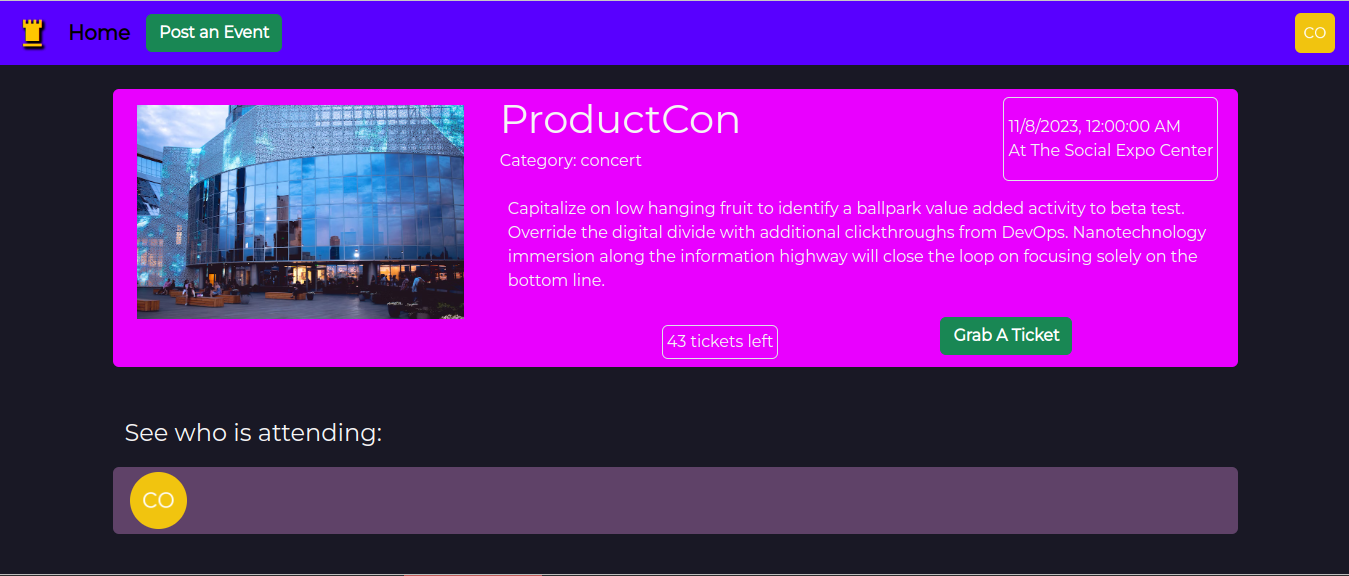 Home
Post an Event
CO
ProductCon
Category: concert
11/8/2023, 12:00:00 AM
At The Social Expo Center
Capitalize on low hanging fruit to identify a ballpark value added activity to beta test.
Override the digital divide with additional clickthroughs from DevOps. Nanotechnology
immersion along the information highway will close the loop on focusing solely on the
bottom line.
43 tickets left
Grab A Ticket
See who is attending:
CO